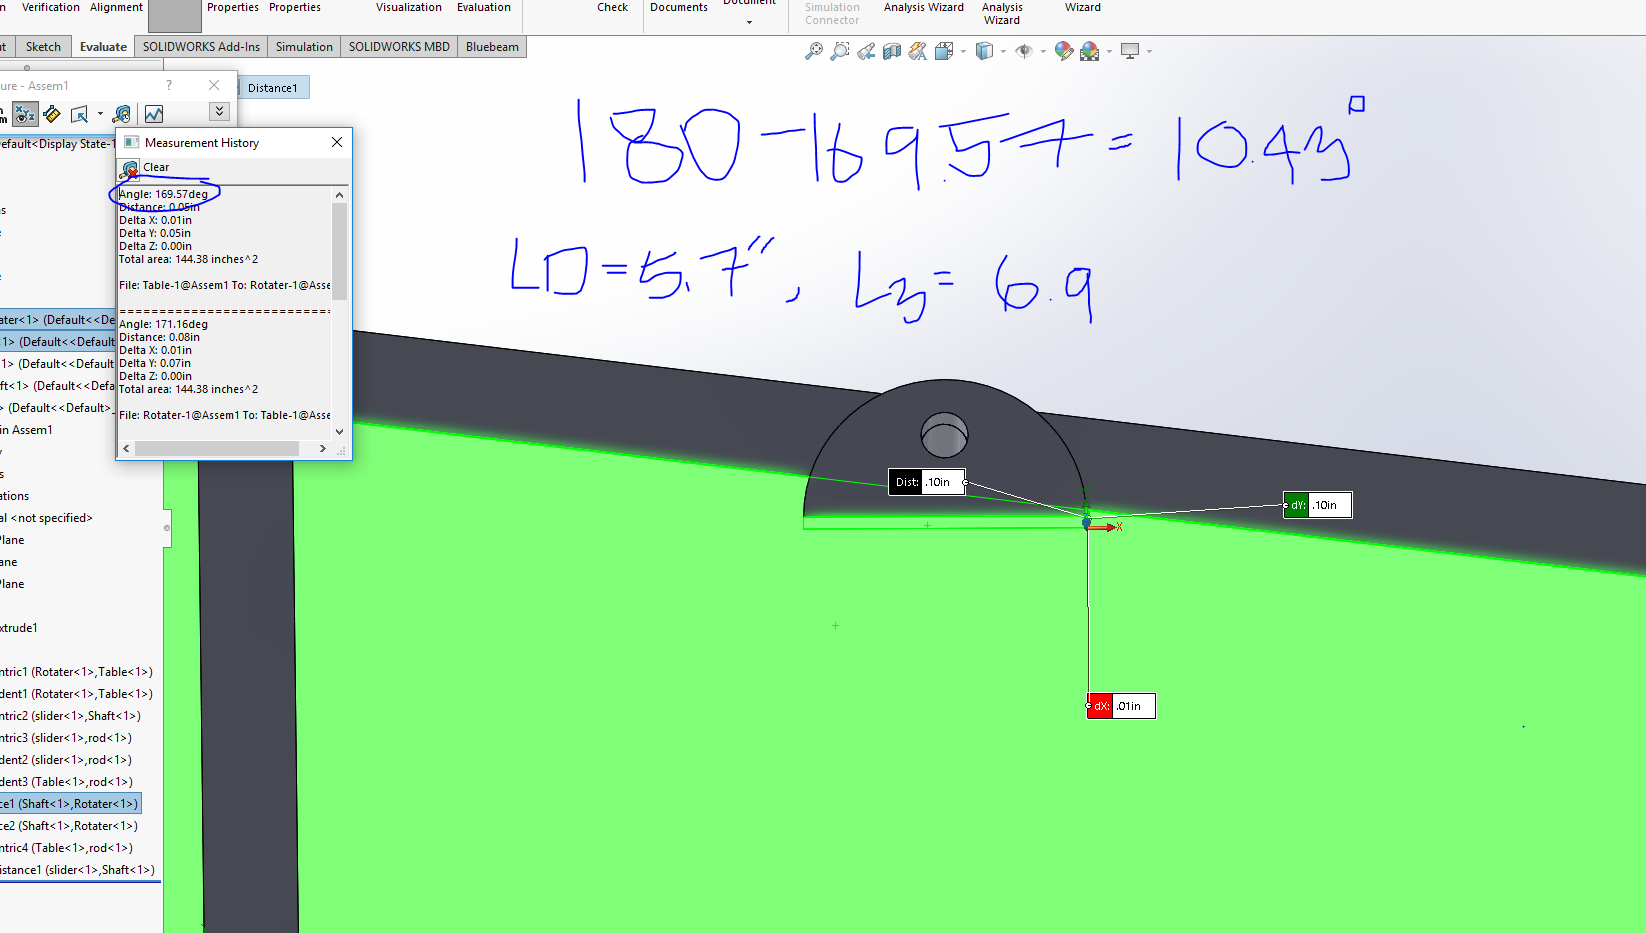 n
Verification
Alignment
Properties
Properties
Visualization
Evaluation
Check
Documents
Document
Simulation
Connector
Analysis Wizard
Analysis
Wizard
Wizard
Sketch
Evaluate
SOLIDWORKS Add-Ins
Simulation
SOLIDWORKS MBD
Bluebeam
ure - Assem1
?
Distance1
180-169.57=10.43°
LD=5.7", L3=6.9
Measurement History
Clear
Angle: 169.57deg
Distance: 0.05in
Delta X: 0.01in
Delta Y: 0.05in
Delta Z: 0.00in
Total area: 144.38 inches^2
File: Table-1@Assem1 To: Rotater-1@Asse
===========================
Angle: 171.16deg
Distance: 0.08in
Delta X: 0.01in
Delta Y: 0.07in
Delta Z: 0.00in
Total area: 144.38 inches^2
File: Rotater-1@Assem1 To: Table-1@Asse
efault<Display State-1
ater<1> (Default<<De
<1> (Default<<Default
1> (Default<<Default
ft<1> (Default<<Defa
> (Default<<Default>_
in Assem1
ations
al <not specified>
Plane
ane
Plane
xtrude1
ntric1 (Rotater<1>,Table<1>)
dent1 (Rotater<1>,Table<1>)
ntric2 (slider<1>,Shaft<1>)
ntric3 (slider<1>,rod<1>)
dent2 (slider<1>,rod<1>)
dent3 (Table<1>,rod<1>)
ce1 (Shaft<1>,Rotater<1>)
ce2 (Shaft<1>,Rotater<1>)
ntric4 (Table<1>,rod<1>)
istance1 (slider<1>,Shaft<1>)
Dist: .10in
dY: .10in
X
dX: .01in